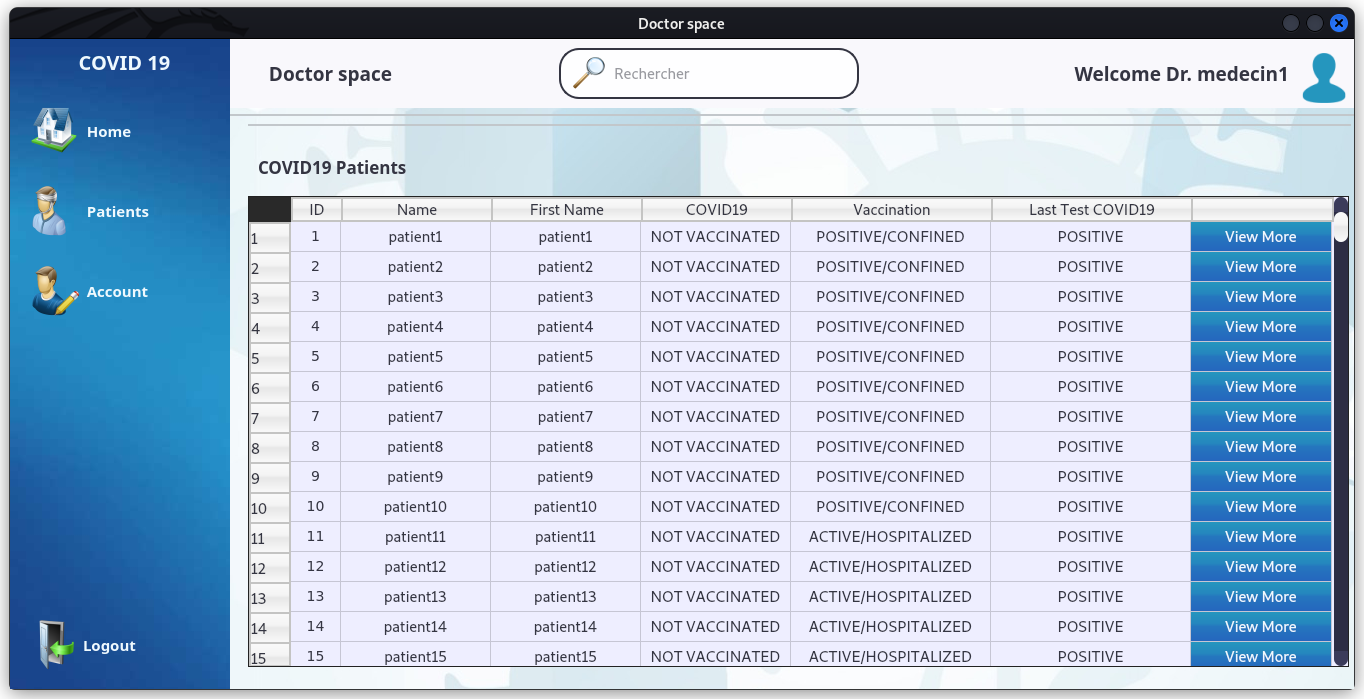 Doctor space
COVID 19
Home
Patients
Account
Logout
Doctor space
Rechercher
Welcome Dr. medecin1
COVID19 Patients
ID Name First Name COVID19 Vaccination Last Test COVID19
1 1 patient1 patient1 NOT VACCINATED POSITIVE/CONFINED POSITIVE View More
2 2 patient2 patient2 NOT VACCINATED POSITIVE/CONFINED POSITIVE View More
3 3 patient3 patient3 NOT VACCINATED POSITIVE/CONFINED POSITIVE View More
4 4 patient4 patient4 NOT VACCINATED POSITIVE/CONFINED POSITIVE View More
5 5 patient5 patient5 NOT VACCINATED POSITIVE/CONFINED POSITIVE View More
6 6 patient6 patient6 NOT VACCINATED POSITIVE/CONFINED POSITIVE View More
7 7 patient7 patient7 NOT VACCINATED POSITIVE/CONFINED POSITIVE View More
8 8 patient8 patient8 NOT VACCINATED POSITIVE/CONFINED POSITIVE View More
9 9 patient9 patient9 NOT VACCINATED POSITIVE/CONFINED POSITIVE View More
10 10 patient10 patient10 NOT VACCINATED POSITIVE/CONFINED POSITIVE View More
11 11 patient11 patient11 NOT VACCINATED ACTIVE/HOSPITALIZED POSITIVE View More
12 12 patient12 patient12 NOT VACCINATED ACTIVE/HOSPITALIZED POSITIVE View More
13 13 patient13 patient13 NOT VACCINATED ACTIVE/HOSPITALIZED POSITIVE View More
14 14 patient14 patient14 NOT VACCINATED ACTIVE/HOSPITALIZED POSITIVE View More
15 15 patient15 patient15 NOT VACCINATED ACTIVE/HOSPITALIZED POSITIVE View More